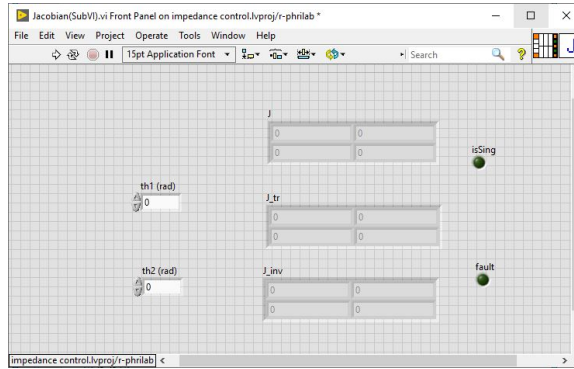 Jacobian(SubVI).vi Front Panel on impedance control.lvproj/r-phrilab *
File Edit View Project Operate Tools Window Help
15pt Application Font Search
J
0 0
0 0
isSing
th1 (rad)
0
J_tr
0 0
0 0
th2 (rad)
0
J_inv
0 0
0 0
fault
impedance control.lvproj/r-phrilab